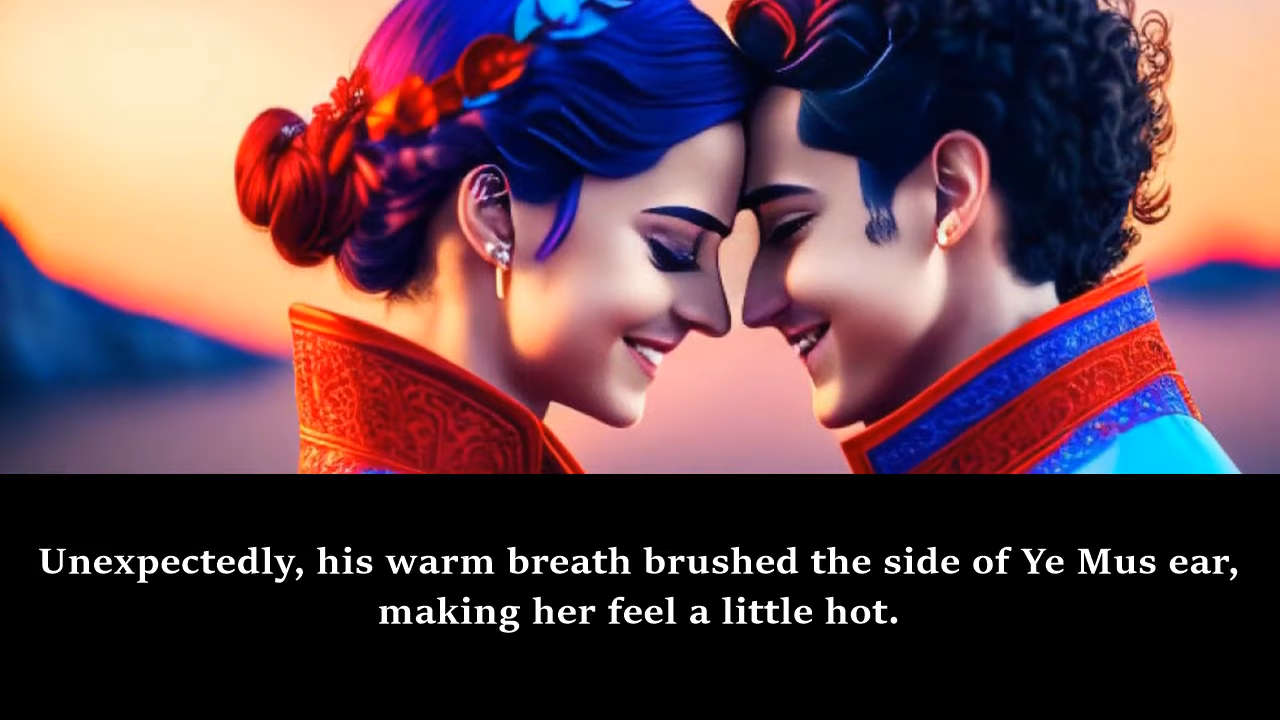 Unexpectedly, his warm breath brushed the side of Ye Mus ear,
making her feel a little hot.